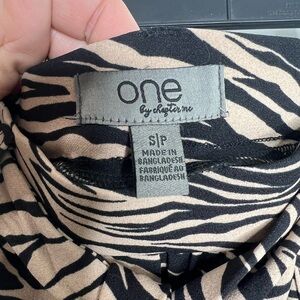 one
by chapter one
S|P
MADE IN
BANGLADESH
FABRIQUÉ AU
BANGLADESH